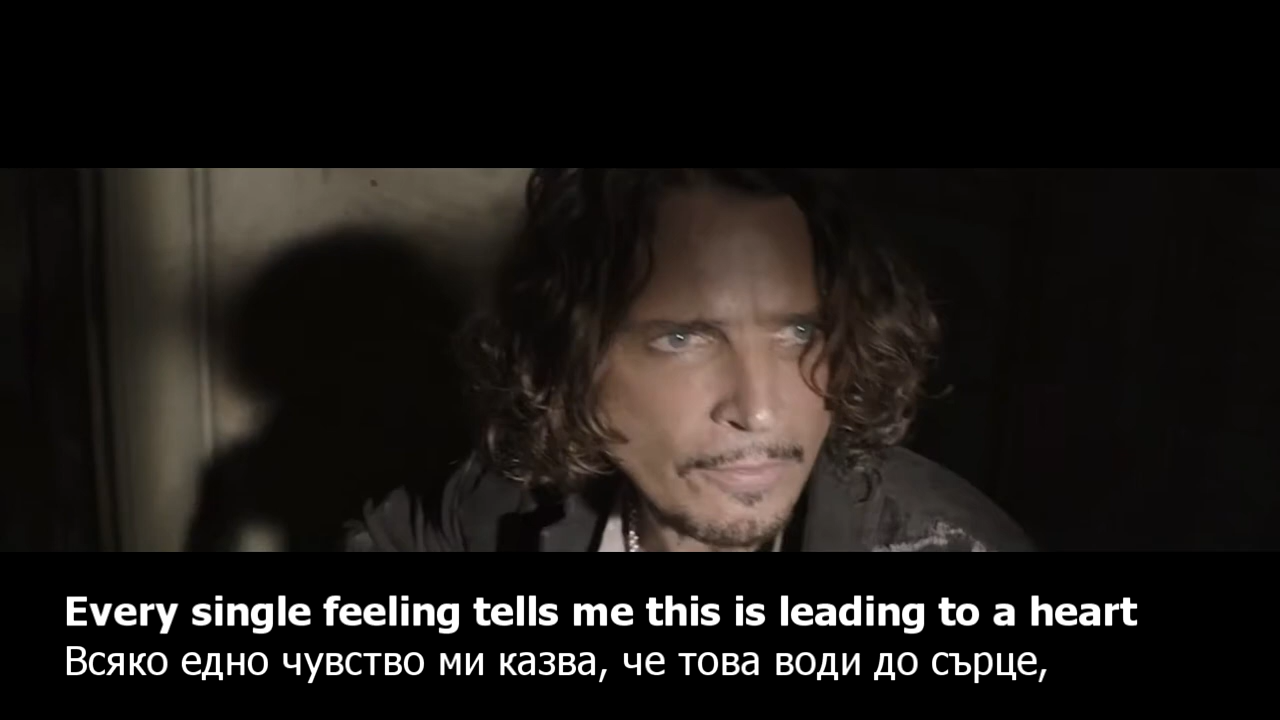 Every single feeling tells me this is leading to a heart
Всяко едно чувство ми казва, че това води до сърце,